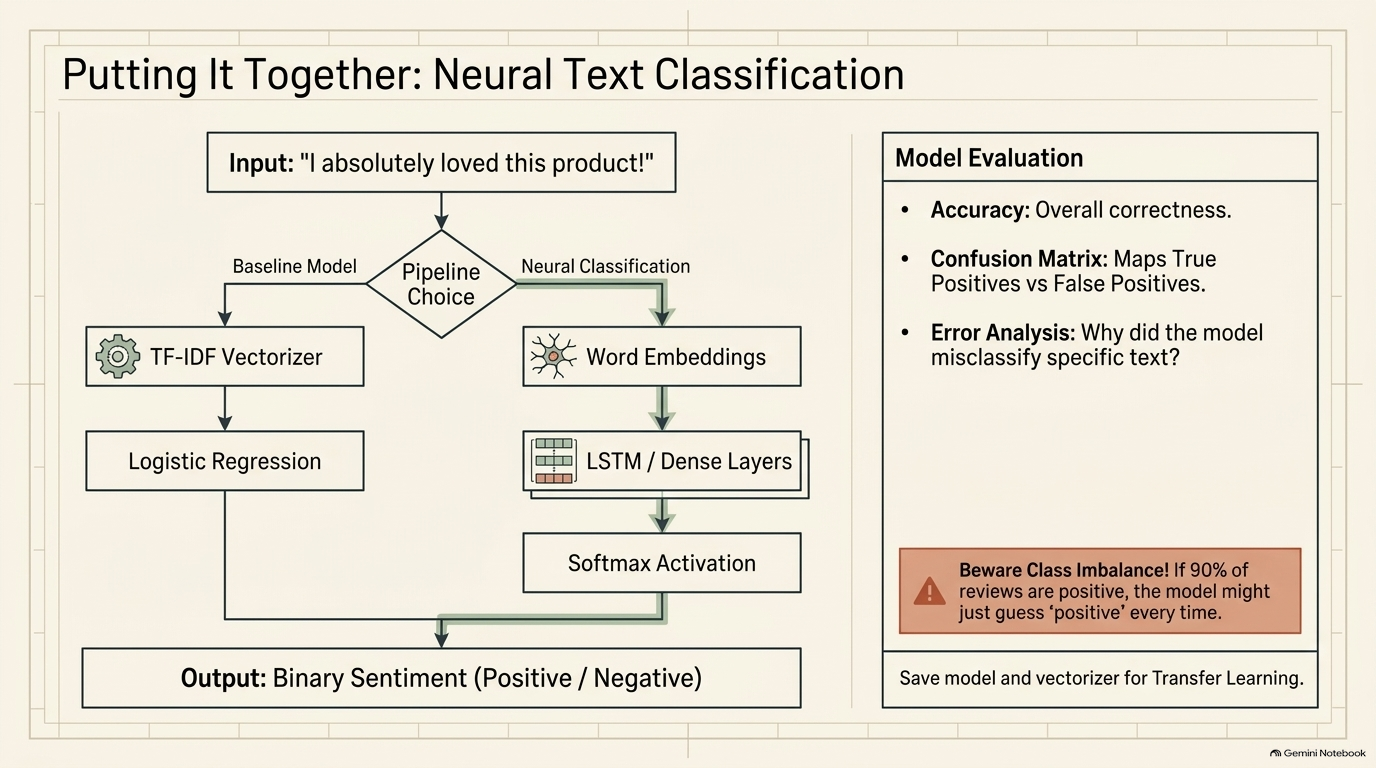 Putting It Together: Neural Text Classification
Input: "I absolutely loved this product!"
Baseline Model
Pipeline
Choice
Neural Classification
TF-IDF Vectorizer
Word Embeddings
Logistic Regression
LSTM / Dense Layers
Softmax Activation
Output: Binary Sentiment (Positive / Negative)
Model Evaluation
• Accuracy: Overall correctness.
• Confusion Matrix: Maps True
Positives vs False Positives.
• Error Analysis: Why did the model
misclassify specific text?
Beware Class Imbalance! If 90% of
reviews are positive, the model might
just guess ‘positive’ every time.
Save model and vectorizer for Transfer Learning.
Gemini Notebook